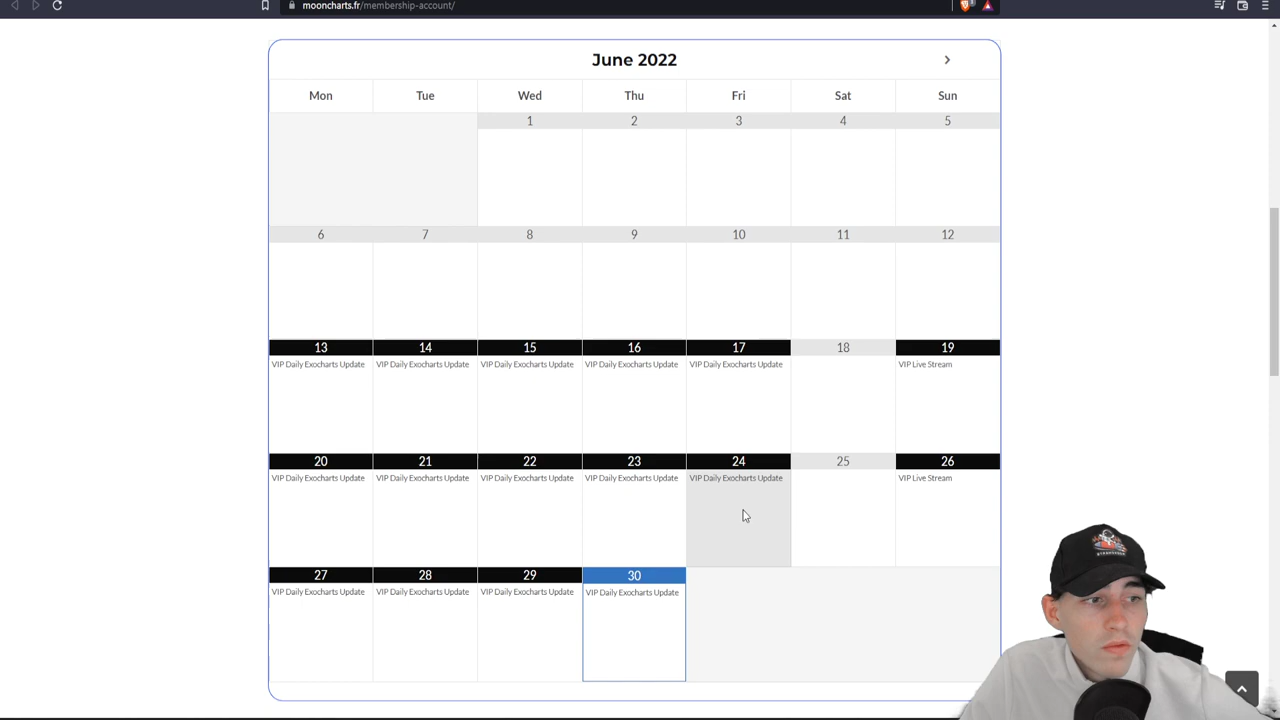 mooncharts.fr/membership-account/
June 2022
Mon Tue Wed Thu Fri Sat Sun
1 2 3 4 5
6 7 8 9 10 11 12
13 14 15 16 17 18 19
VIP Daily Exocharts Update VIP Daily Exocharts Update VIP Daily Exocharts Update VIP Daily Exocharts Update VIP Daily Exocharts Update VIP Live Stream
20 21 22 23 24 25 26
VIP Daily Exocharts Update VIP Daily Exocharts Update VIP Daily Exocharts Update VIP Daily Exocharts Update VIP Daily Exocharts Update VIP Live Stream
27 28 29 30
VIP Daily Exocharts Update VIP Daily Exocharts Update VIP Daily Exocharts Update VIP Daily Exocharts Update